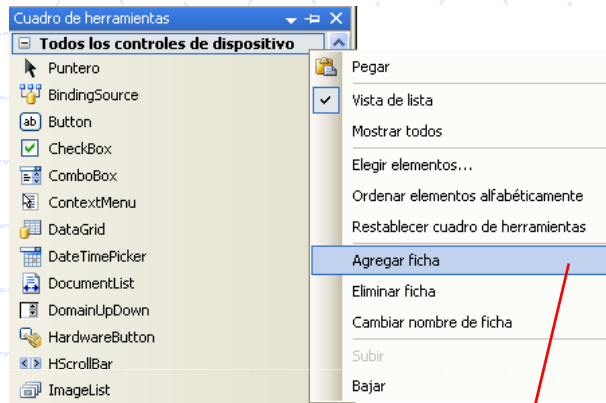 Cuadro de herramientas
Todos los controles de dispositivo
Puntero
BindingSource
ab Button
CheckBox
ComboBox
ContextMenu
DataGrid
DateTimePicker
DocumentList
DomainUpDown
HardwareButton
HScrollBar
ImageList
Pegar
Vista de lista
Mostrar todos
Elegir elementos...
Ordenar elementos alfabéticamente
Restablecer cuadro de herramientas
Agregar ficha
Eliminar ficha
Cambiar nombre de ficha
Subir
Bajar